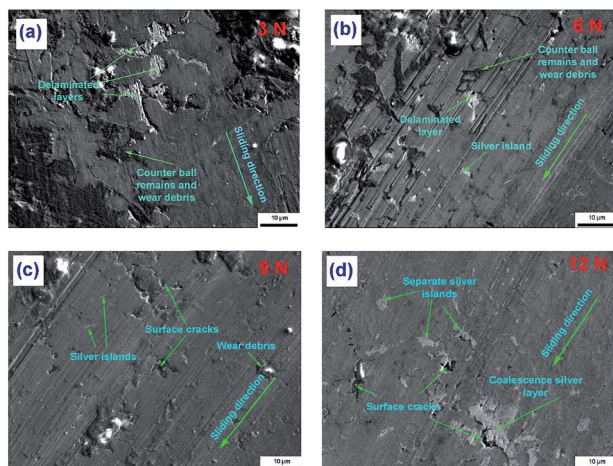 (a)
3 N
Delaminated
layers
Sliding direction
Counter ball
remains and
wear debris
10 µm
(b)
6 N
Counter ball
remains and
wear debris
Delaminated
layer
Silver island
Sliding direction
10 µm
(c)
9 N
Surface cracks
Silver islands
Wear debris
Sliding direction
10 µm
(d)
12 N
Separate silver
islands
Sliding
direction
Coalescence silver
layer
Surface cracks
10 µm